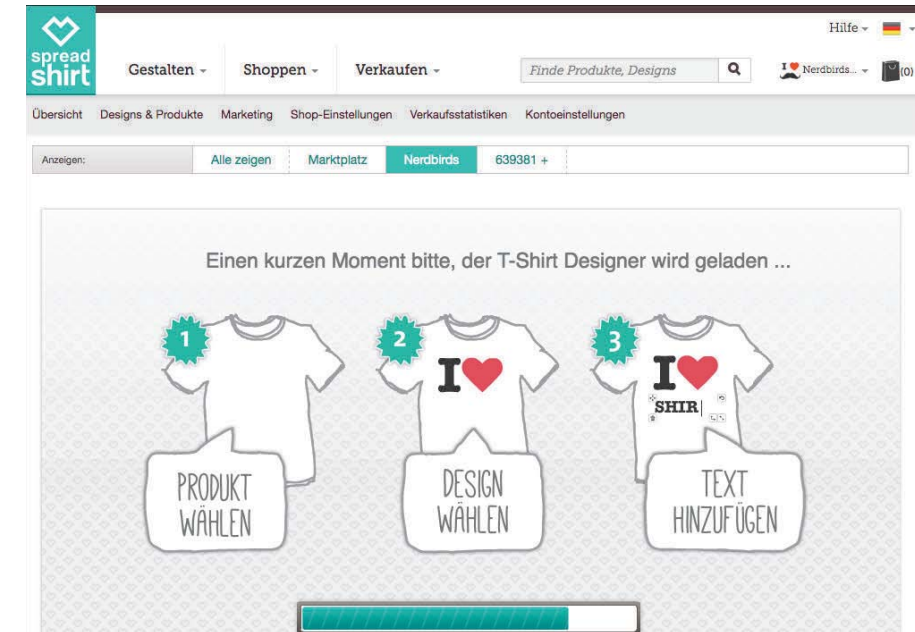 Hilfe
spread
shirt
Gestalten
Shoppen
Verkaufen
Finde Produkte, Designs
I Nerdbirds...
(0)
Übersicht Designs & Produkte Marketing Shop-Einstellungen Verkaufsstatistiken Kontoeinstellungen
Anzeigen: Alle zeigen Marktplatz Nerdbirds 639381 +
Einen kurzen Moment bitte, der T-Shirt Designer wird geladen ...
1
PRODUKT
WÄHLEN
2
I
DESIGN
WÄHLEN
3
I
SHIR
TEXT
HINZUFÜGEN